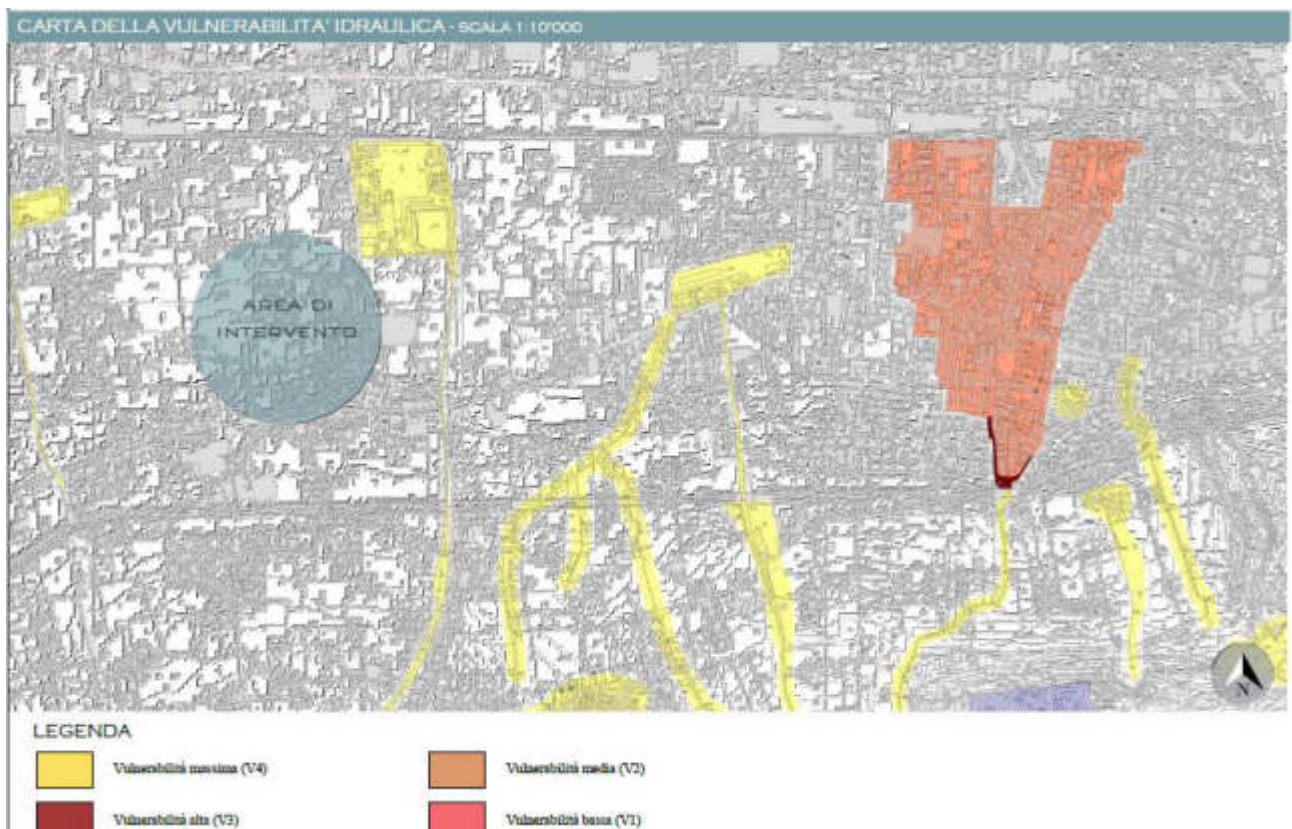 CARTA DELLA VULNERABILITA' IDRAULICA - SCALA 1:10'000
AREA DI
INTERVENTO
N
LEGENDA
Vulnerabilità massima (V4)
Vulnerabilità media (V2)
Vulnerabilità alta (V3)
Vulnerabilità bassa (V1)